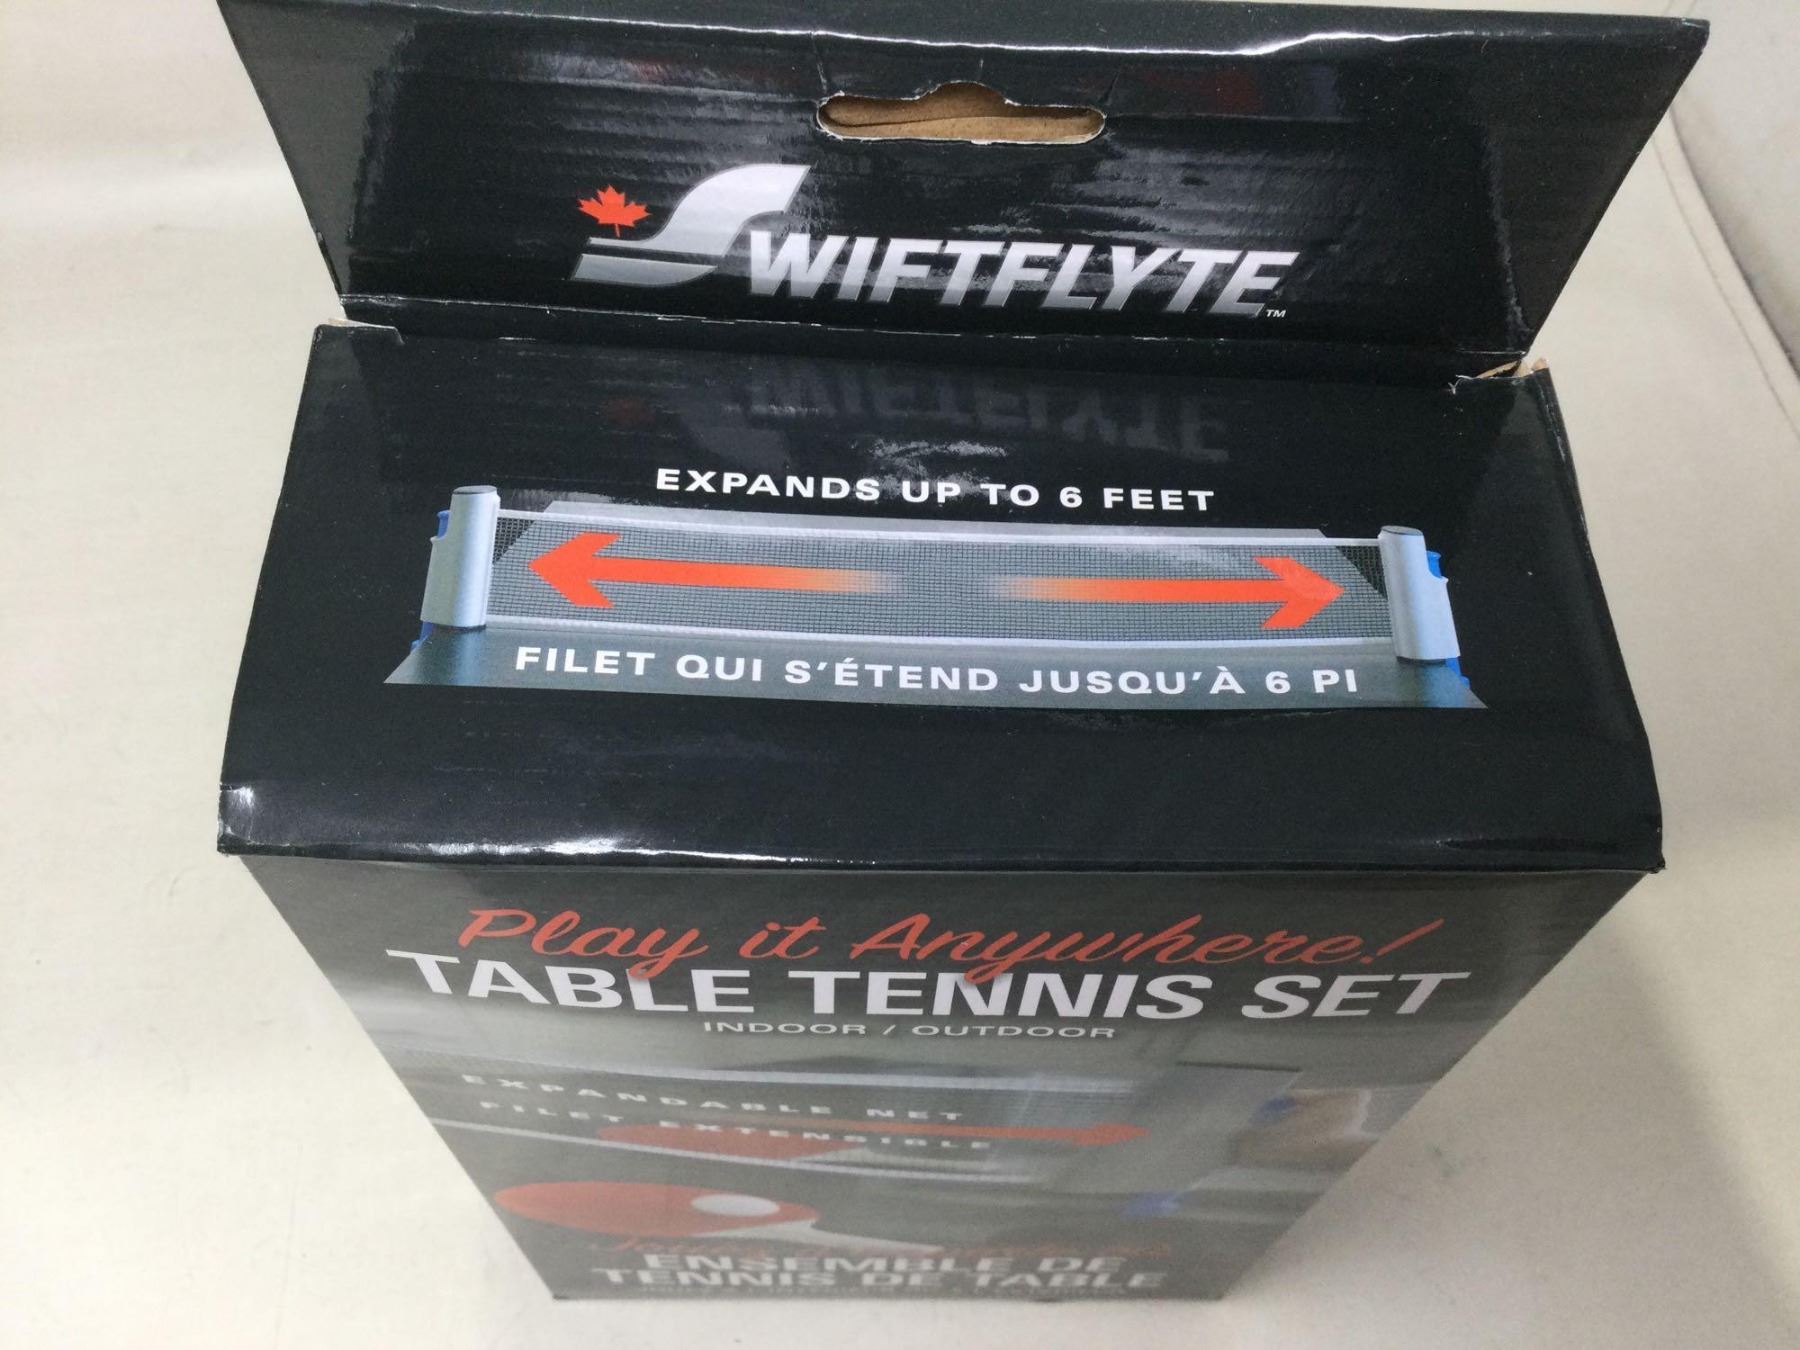 SWIFTFLYTE™
EXPANDS UP TO 6 FEET
FILET QUI S'ÉTEND JUSQU'À 6 PI
Play it Anywhere!
TABLE TENNIS SET
INDOOR / OUTDOOR
EXPANDABLE NET
FILET EXTENSIBLE
ENSEMBLE DE
TENNIS DE TABLE